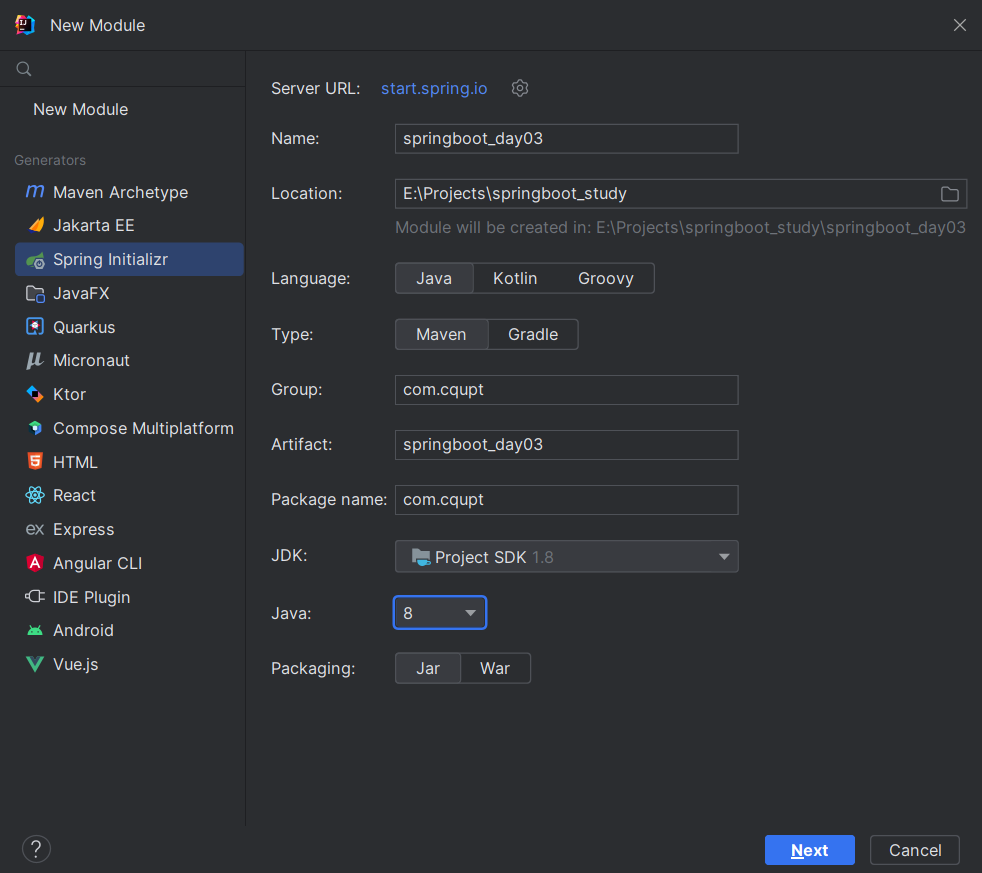 New Module
New Module
Generators
Maven Archetype
Jakarta EE
Spring Initializr
JavaFX
Quarkus
Micronaut
Ktor
Compose Multiplatform
HTML
React
ex Express
Angular CLI
IDE Plugin
Android
Vue.js
Server URL: start.spring.io
Name: springboot_day03
Location: E:\Projects\springboot_study
Module will be created in: E:\Projects\springboot_study\springboot_day03
Language: Java Kotlin Groovy
Type: Maven Gradle
Group: com.cqupt
Artifact: springboot_day03
Package name: com.cqupt
JDK: Project SDK 1.8
Java: 8
Packaging: Jar War
? Next Cancel